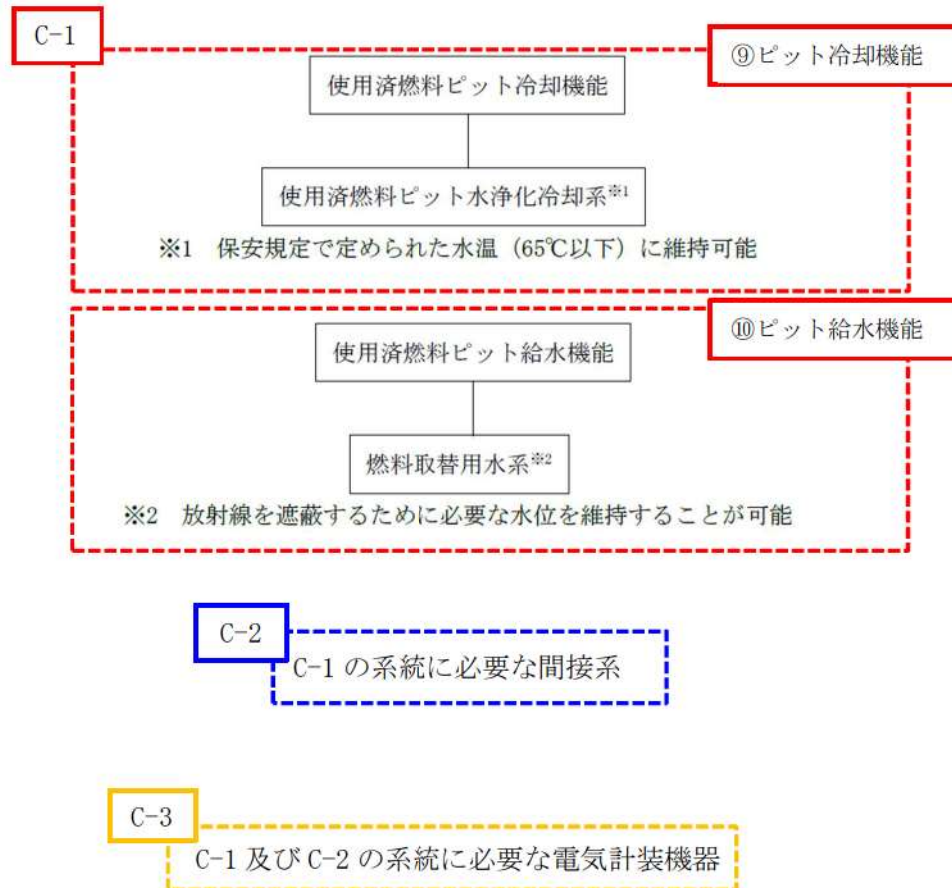 C-1
⑨ピット冷却機能
使用済燃料ピット冷却機能
使用済燃料ピット水浄化冷却系※1
※1 保安規定で定められた水温（65℃以下）に維持可能
⑩ピット給水機能
使用済燃料ピット給水機能
燃料取替用水系※2
※2 放射線を遮蔽するために必要な水位を維持することが可能
C-2
C-1 の系統に必要な間接系
C-3
C-1 及び C-2 の系統に必要な電気計装機器